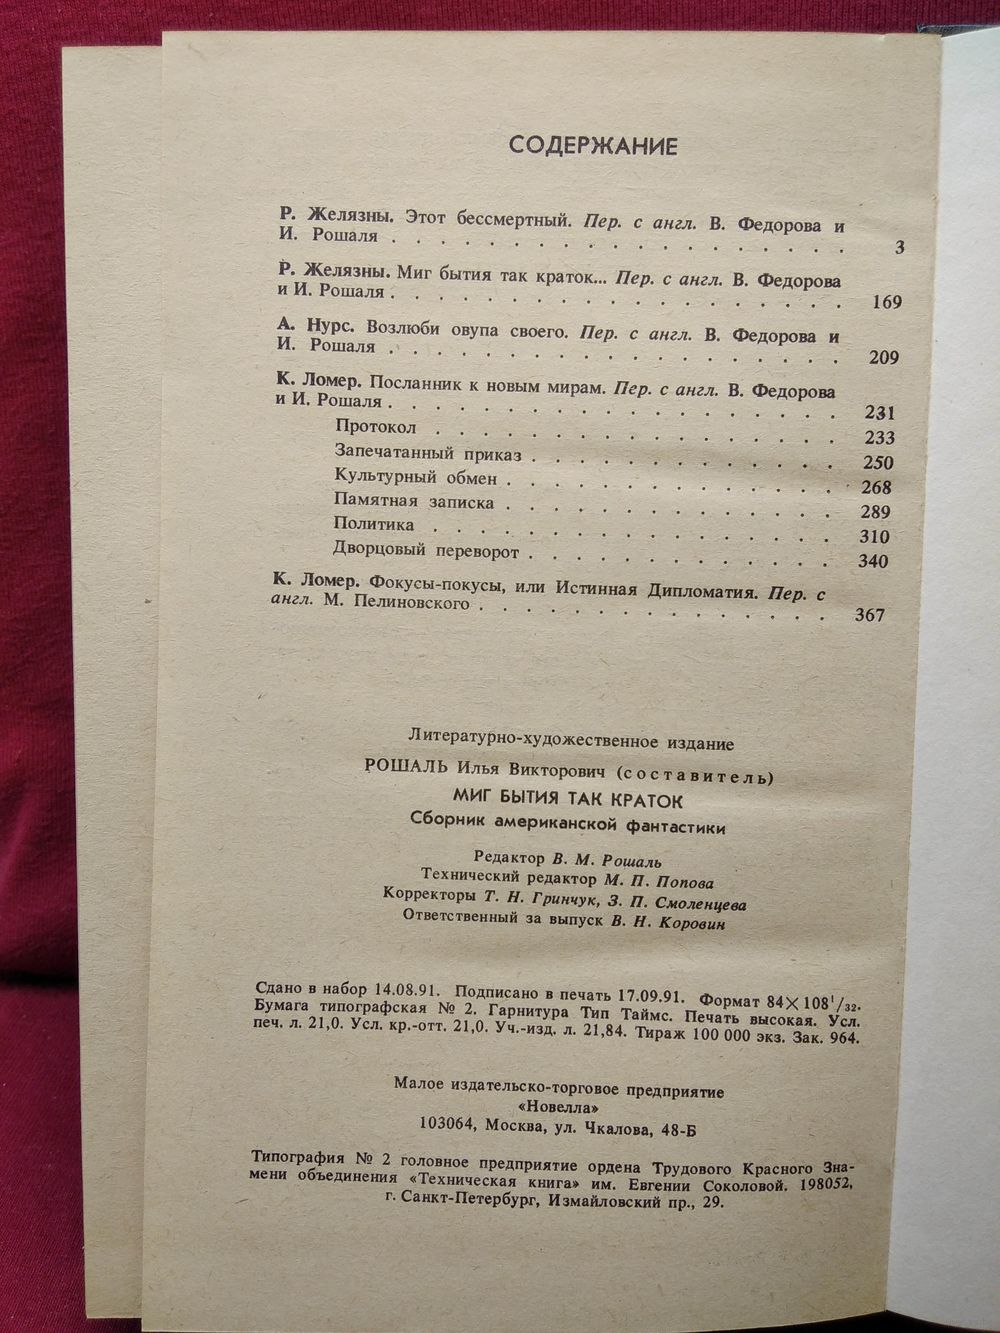 СОДЕРЖАНИЕ
Р. Желязны. Этот бессмертный. Пер. с англ. В. Федорова и
И. Рошаля . . . . . . . . . . . . . . . . . . . 3
Р. Желязны. Миг бытия так краток... Пер. с англ. В. Федорова
и И. Рошаля . . . . . . . . . . . . . . . . . . . 169
А. Нурс. Возлюби овупа своего. Пер. с англ. В. Федорова и
И. Рошаля . . . . . . . . . . . . . . . . . . . 209
К. Ломер. Посланник к новым мирам. Пер. с англ. В. Федорова
и И. Рошаля . . . . . . . . . . . . . . . . . . . 231
Протокол . . . . . . . . . . . . . . . . . 233
Запечатанный приказ . . . . . . . . . . . . . 250
Культурный обмен . . . . . . . . . . . . . . 268
Памятная записка . . . . . . . . . . . . . . 289
Политика . . . . . . . . . . . . . . . . . 310
Дворцовый переворот . . . . . . . . . . . . . 340
К. Ломер. Фокусы-покусы, или Истинная Дипломатия. Пер. с
англ. М. Пелиновского . . . . . . . . . . . . . . . 367
Литературно-художественное издание
РОШАЛЬ Илья Викторович (составитель)
МИГ БЫТИЯ ТАК КРАТОК
Сборник американской фантастики
Редактор В. М. Рошаль
Технический редактор М. П. Попова
Корректоры Т. Н. Гринчук, З. П. Смоленцева
Ответственный за выпуск В. Н. Коровин
Сдано в набор 14.08.91. Подписано в печать 17.09.91. Формат 84×108¹/₃₂.
Бумага типографская № 2. Гарнитура Тип Таймс. Печать высокая. Усл.
печ. л. 21,0. Усл. кр.-отт. 21,0. Уч.-изд. л. 21,84. Тираж 100 000 экз. Зак. 964.
Малое издательско-торговое предприятие
«Новелла»
103064, Москва, ул. Чкалова, 48-Б
Типография № 2 головное предприятие ордена Трудового Красного Зна-
мени объединения «Техническая книга» им. Евгении Соколовой. 198052,
г. Санкт-Петербург, Измайловский пр., 29.